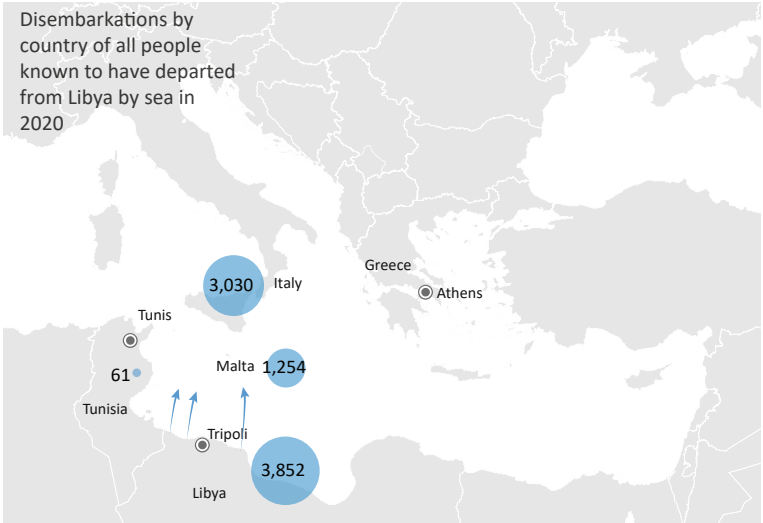 Disembarkations by
country of all people
known to have departed
from Libya by sea in
2020
Greece
3,030
Italy
Athens
Tunis
Malta
1,254
61
Tunisia
Tripoli
3,852
Libya